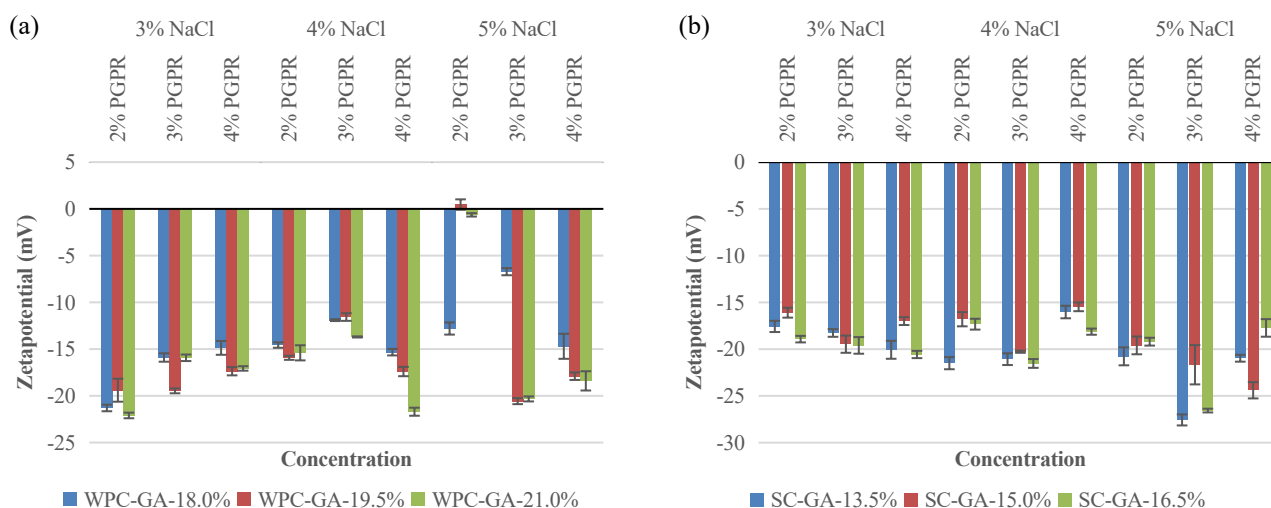 (a)
3% NaCl 4% NaCl 5% NaCl
2% PGPR 3% PGPR 4% PGPR 2% PGPR 3% PGPR 4% PGPR 2% PGPR 3% PGPR 4% PGPR
Zetapotential (mV)
5
0
-5
-10
-15
-20
-25
Concentration
WPC-GA-18.0% WPC-GA-19.5% WPC-GA-21.0%
(b)
3% NaCl 4% NaCl 5% NaCl
2% PGPR 3% PGPR 4% PGPR 2% PGPR 3% PGPR 4% PGPR 2% PGPR 3% PGPR 4% PGPR
Zetapotential (mV)
0
-5
-10
-15
-20
-25
-30
Concentration
SC-GA-13.5% SC-GA-15.0% SC-GA-16.5%